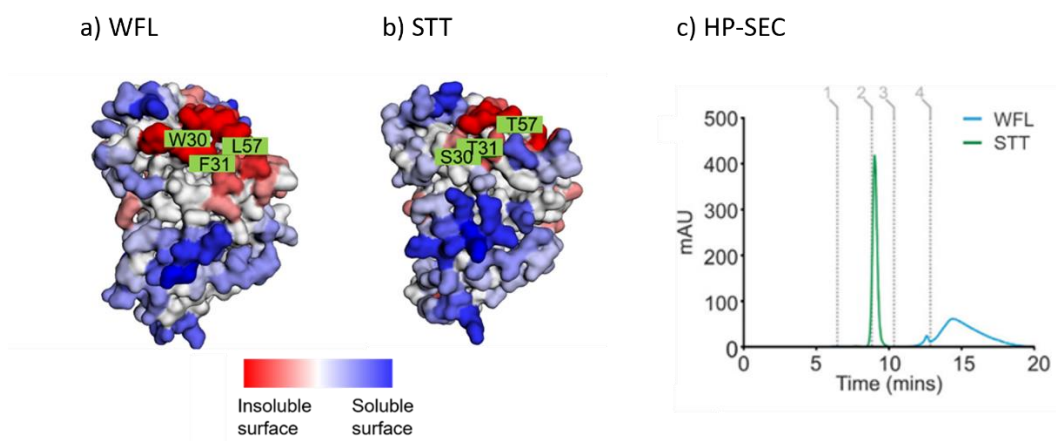 a) WFL
b) STT
c) HP-SEC
W30
L57
F31
T57
T31
S30
Insoluble
surface
Soluble
surface
1
2
3
4
500
400
300
200
100
0
mAU
WFL
STT
0
5
10
15
20
Time (mins)